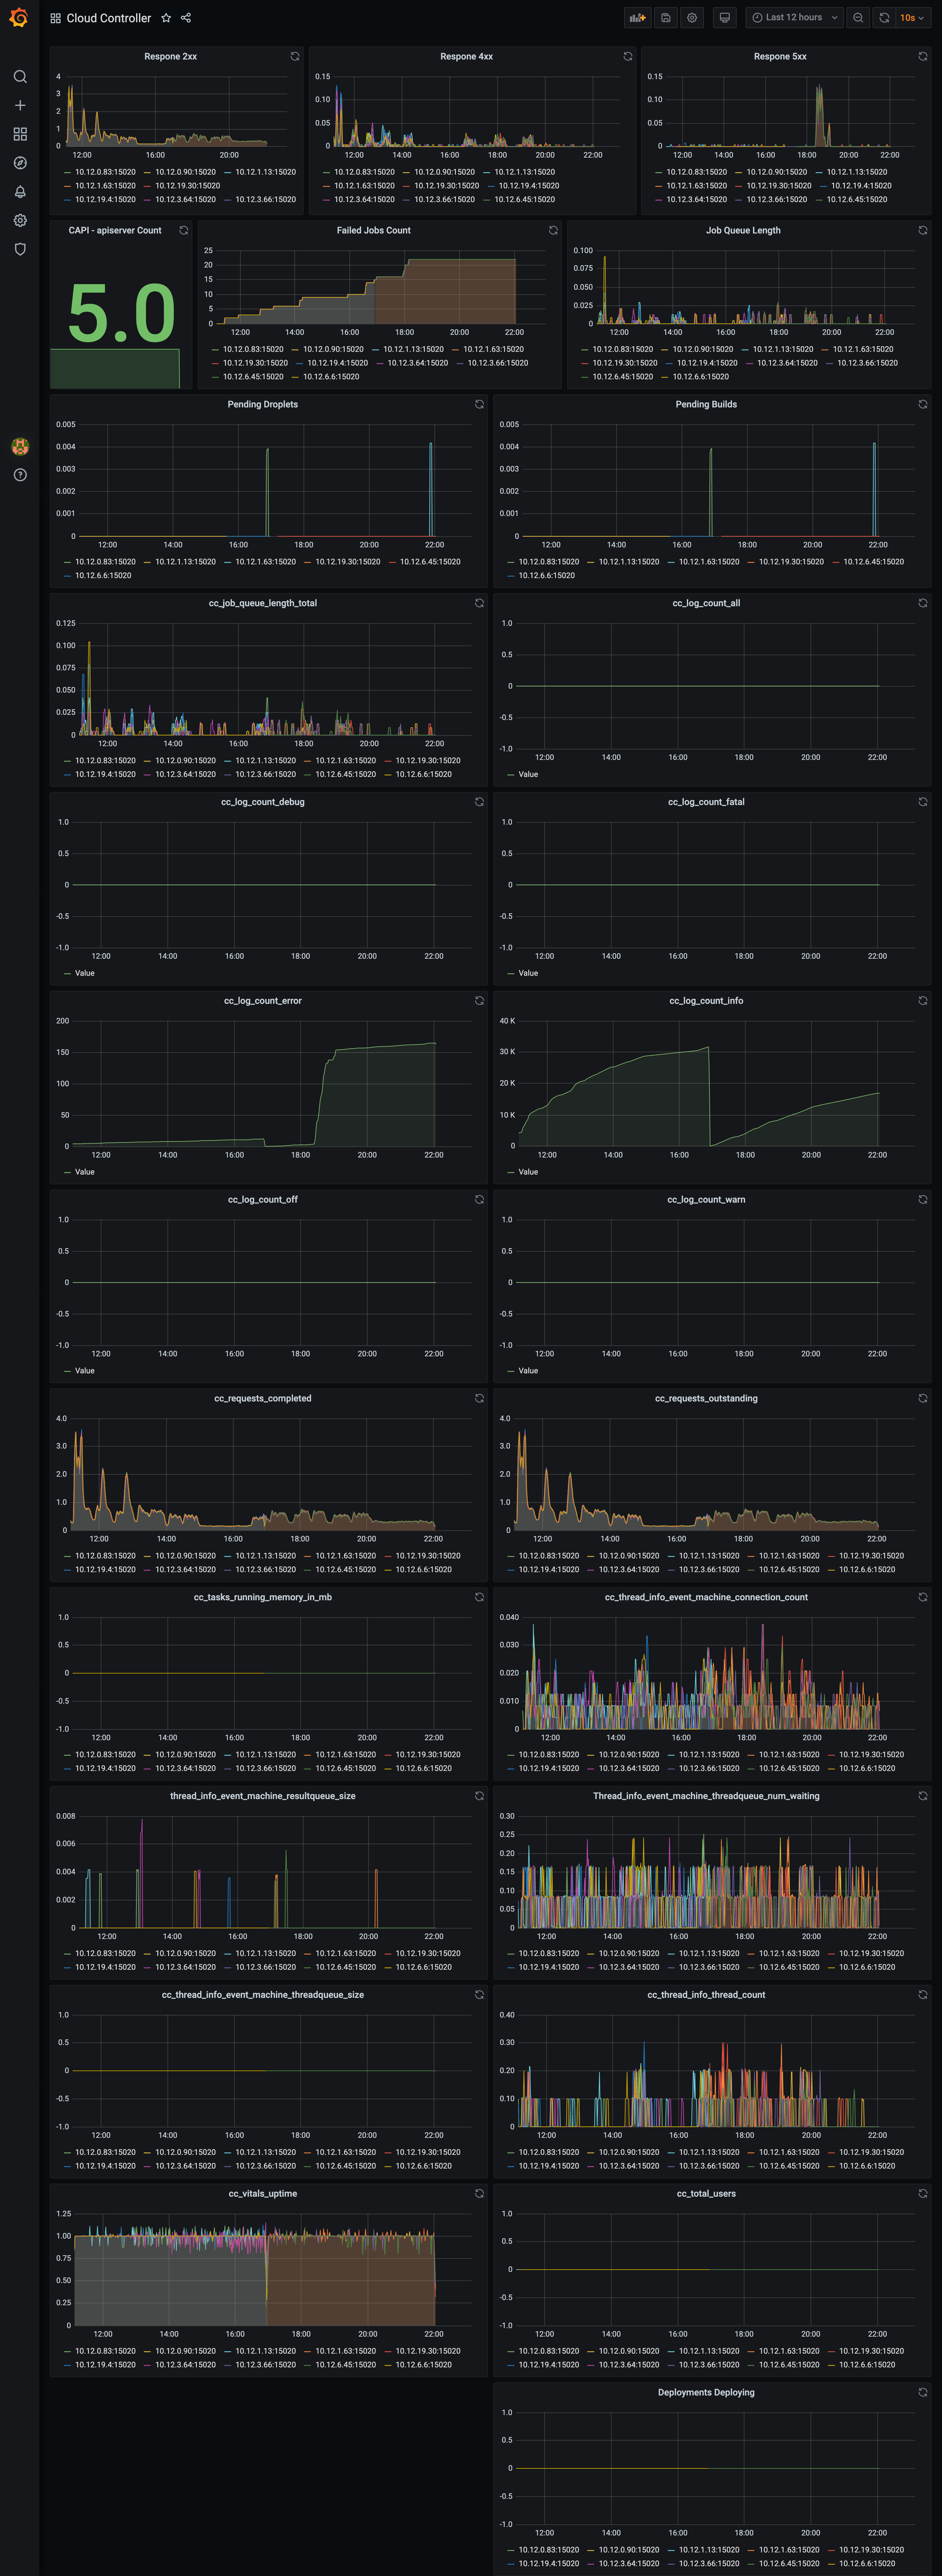 Cloud Controller
Last 12 hours
10s
Respone 2xx
4
3
2
1
0
12:00 16:00 20:00
10.12.0.83:15020 10.12.0.90:15020 10.12.1.13:15020
10.12.1.63:15020 10.12.19.30:15020
10.12.19.4:15020 10.12.3.64:15020 10.12.3.66:15020
Respone 4xx
0.15
0.10
0.05
0
12:00 14:00 16:00 18:00 20:00 22:00
10.12.0.83:15020 10.12.0.90:15020 10.12.1.13:15020
10.12.1.63:15020 10.12.19.30:15020 10.12.19.4:15020
10.12.3.64:15020 10.12.3.66:15020 10.12.6.45:15020
Respone 5xx
0.15
0.10
0.05
0
12:00 14:00 16:00 18:00 20:00 22:00
10.12.0.83:15020 10.12.0.90:15020 10.12.1.13:15020
10.12.1.63:15020 10.12.19.30:15020 10.12.19.4:15020
10.12.3.64:15020 10.12.3.66:15020 10.12.6.45:15020
CAPI - apiserver Count
5.0
Failed Jobs Count
25
20
15
10
5
0
12:00 14:00 16:00 18:00 20:00 22:00
10.12.0.83:15020 10.12.0.90:15020 10.12.1.13:15020 10.12.1.63:15020
10.12.19.30:15020 10.12.19.4:15020 10.12.3.64:15020 10.12.3.66:15020
10.12.6.45:15020 10.12.6.6:15020
Job Queue Length
0.100
0.075
0.050
0.025
0
12:00 14:00 16:00 18:00 20:00 22:00
10.12.0.83:15020 10.12.0.90:15020 10.12.1.13:15020 10.12.1.63:15020
10.12.19.30:15020 10.12.19.4:15020 10.12.3.64:15020 10.12.3.66:15020
10.12.6.45:15020 10.12.6.6:15020
Pending Droplets
0.005
0.004
0.003
0.002
0.001
0
12:00 14:00 16:00 18:00 20:00 22:00
10.12.0.83:15020 10.12.1.13:15020 10.12.1.63:15020 10.12.19.30:15020 10.12.6.45:15020
10.12.6.6:15020
Pending Builds
0.005
0.004
0.003
0.002
0.001
0
12:00 14:00 16:00 18:00 20:00 22:00
10.12.0.83:15020 10.12.1.13:15020 10.12.1.63:15020 10.12.19.30:15020 10.12.6.45:15020
10.12.6.6:15020
cc_job_queue_length_total
0.125
0.100
0.075
0.050
0.025
0
12:00 14:00 16:00 18:00 20:00 22:00
10.12.0.83:15020 10.12.0.90:15020 10.12.1.13:15020 10.12.1.63:15020 10.12.19.30:15020
10.12.19.4:15020 10.12.3.64:15020 10.12.3.66:15020 10.12.6.45:15020 10.12.6.6:15020
cc_log_count_all
1.0
0.5
0
-0.5
-1.0
12:00 14:00 16:00 18:00 20:00 22:00
Value
cc_log_count_debug
1.0
0.5
0
-0.5
-1.0
12:00 14:00 16:00 18:00 20:00 22:00
Value
cc_log_count_fatal
1.0
0.5
0
-0.5
-1.0
12:00 14:00 16:00 18:00 20:00 22:00
Value
cc_log_count_error
200
150
100
50
0
12:00 14:00 16:00 18:00 20:00 22:00
Value
cc_log_count_info
40 K
30 K
20 K
10 K
0
12:00 14:00 16:00 18:00 20:00 22:00
Value
cc_log_count_off
1.0
0.5
0
-0.5
-1.0
12:00 14:00 16:00 18:00 20:00 22:00
Value
cc_log_count_warn
1.0
0.5
0
-0.5
-1.0
12:00 14:00 16:00 18:00 20:00 22:00
Value
cc_requests_completed
4.0
3.0
2.0
1.0
0
12:00 14:00 16:00 18:00 20:00 22:00
10.12.0.83:15020 10.12.0.90:15020 10.12.1.13:15020 10.12.1.63:15020 10.12.19.30:15020
10.12.19.4:15020 10.12.3.64:15020 10.12.3.66:15020 10.12.6.45:15020 10.12.6.6:15020
cc_requests_outstanding
4.0
3.0
2.0
1.0
0
12:00 14:00 16:00 18:00 20:00 22:00
10.12.0.83:15020 10.12.0.90:15020 10.12.1.13:15020 10.12.1.63:15020 10.12.19.30:15020
10.12.19.4:15020 10.12.3.64:15020 10.12.3.66:15020 10.12.6.45:15020 10.12.6.6:15020
cc_tasks_running_memory_in_mb
1.0
0.5
0
-0.5
-1.0
12:00 14:00 16:00 18:00 20:00 22:00
10.12.0.83:15020 10.12.0.90:15020 10.12.1.13:15020 10.12.1.63:15020 10.12.19.30:15020
10.12.19.4:15020 10.12.3.64:15020 10.12.3.66:15020 10.12.6.45:15020 10.12.6.6:15020
cc_thread_info_event_machine_connection_count
0.040
0.030
0.020
0.010
0
12:00 14:00 16:00 18:00 20:00 22:00
10.12.0.83:15020 10.12.0.90:15020 10.12.1.13:15020 10.12.1.63:15020 10.12.19.30:15020
10.12.19.4:15020 10.12.3.64:15020 10.12.3.66:15020 10.12.6.45:15020 10.12.6.6:15020
thread_info_event_machine_resultqueue_size
0.008
0.006
0.004
0.002
0
12:00 14:00 16:00 18:00 20:00 22:00
10.12.0.83:15020 10.12.0.90:15020 10.12.1.13:15020 10.12.1.63:15020 10.12.19.30:15020
10.12.19.4:15020 10.12.3.64:15020 10.12.3.66:15020 10.12.6.45:15020 10.12.6.6:15020
Thread_info_event_machine_threadqueue_num_waiting
0.30
0.25
0.20
0.15
0.10
0.05
0
12:00 14:00 16:00 18:00 20:00 22:00
10.12.0.83:15020 10.12.0.90:15020 10.12.1.13:15020 10.12.1.63:15020 10.12.19.30:15020
10.12.19.4:15020 10.12.3.64:15020 10.12.3.66:15020 10.12.6.45:15020 10.12.6.6:15020
cc_thread_info_event_machine_threadqueue_size
1.0
0.5
0
-0.5
-1.0
12:00 14:00 16:00 18:00 20:00 22:00
10.12.0.83:15020 10.12.0.90:15020 10.12.1.13:15020 10.12.1.63:15020 10.12.19.30:15020
10.12.19.4:15020 10.12.3.64:15020 10.12.3.66:15020 10.12.6.45:15020 10.12.6.6:15020
cc_thread_info_thread_count
0.40
0.30
0.20
0.10
0
12:00 14:00 16:00 18:00 20:00 22:00
10.12.0.83:15020 10.12.0.90:15020 10.12.1.13:15020 10.12.1.63:15020 10.12.19.30:15020
10.12.19.4:15020 10.12.3.64:15020 10.12.3.66:15020 10.12.6.45:15020 10.12.6.6:15020
cc_vitals_uptime
1.25
1.00
0.75
0.50
0.25
0
12:00 14:00 16:00 18:00 20:00 22:00
10.12.0.83:15020 10.12.0.90:15020 10.12.1.13:15020 10.12.1.63:15020 10.12.19.30:15020
10.12.19.4:15020 10.12.3.64:15020 10.12.3.66:15020 10.12.6.45:15020 10.12.6.6:15020
cc_total_users
1.0
0.5
0
-0.5
-1.0
12:00 14:00 16:00 18:00 20:00 22:00
10.12.0.83:15020 10.12.0.90:15020 10.12.1.13:15020 10.12.1.63:15020 10.12.19.30:15020
10.12.19.4:15020 10.12.3.64:15020 10.12.3.66:15020 10.12.6.45:15020 10.12.6.6:15020
Deployments Deploying
1.0
0.5
0
-0.5
-1.0
12:00 14:00 16:00 18:00 20:00 22:00
10.12.0.83:15020 10.12.0.90:15020 10.12.1.13:15020 10.12.1.63:15020 10.12.19.30:15020
10.12.19.4:15020 10.12.3.64:15020 10.12.3.66:15020 10.12.6.45:15020 10.12.6.6:15020